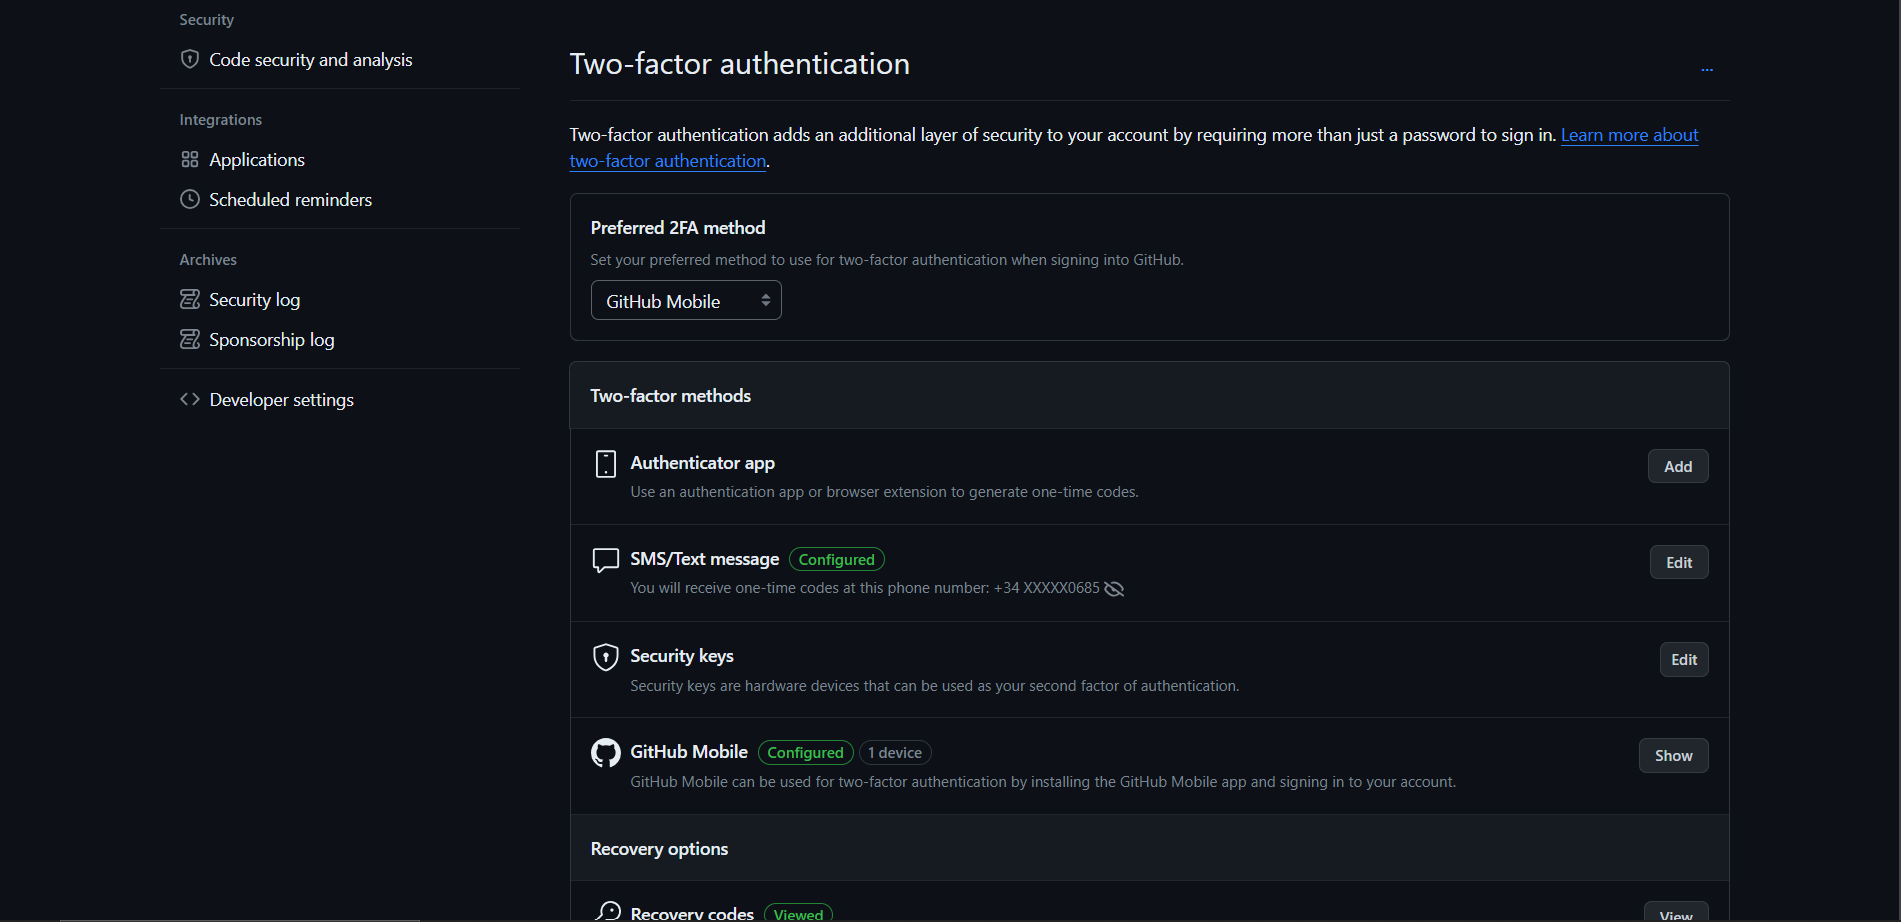 Security
Code security and analysis
Integrations
Applications
Scheduled reminders
Archives
Security log
Sponsorship log
Developer settings
Two-factor authentication
...
Two-factor authentication adds an additional layer of security to your account by requiring more than just a password to sign in. Learn more about
two-factor authentication.
Preferred 2FA method
Set your preferred method to use for two-factor authentication when signing into GitHub.
GitHub Mobile
Two-factor methods
Authenticator app
Add
Use an authentication app or browser extension to generate one-time codes.
SMS/Text message Configured
Edit
You will receive one-time codes at this phone number: +34 XXXXX0685
Security keys
Edit
Security keys are hardware devices that can be used as your second factor of authentication.
GitHub Mobile Configured 1 device
Show
GitHub Mobile can be used for two-factor authentication by installing the GitHub Mobile app and signing in to your account.
Recovery options
Recovery codes Viewed
View